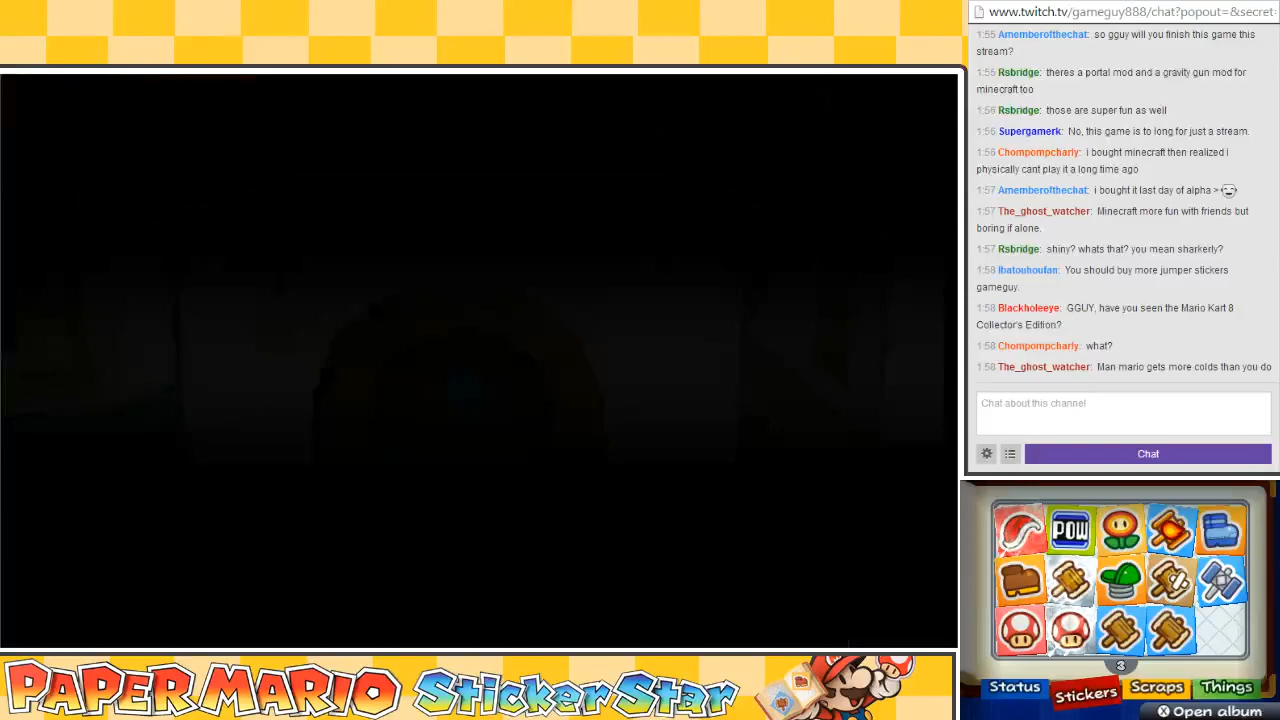 www.twitch.tv/gameguy888/chat?popout=&secret
1:55 Amemberofthechat: so gguy will you finish this game this
stream?
1:55 Rsbridge: theres a portal mod and a gravity gun mod for
minecraft too
1:56 Rsbridge: those are super fun as well
1:56 Supergamerk: No, this game is to long for just a stream.
1:56 Chompompcharly: i bought minecraft then realized i
physically cant play it a long time ago
1:57 Amemberofthechat: i bought it last day of alpha >
1:57 The_ghost_watcher: Minecraft more fun with friends but
boring if alone.
1:57 Rsbridge: shiny? whats that? you mean sharkerly?
1:58 Ibatouhoufan: You should buy more jumper stickers
gameguy.
1:58 Blackholeeye: GGUY, have you seen the Mario Kart 8
Collector's Edition?
1:58 Chompompcharly: what?
1:58 The_ghost_watcher: Man mario gets more colds than you do
Chat about this channel
Chat
POW
3
Status Stickers Scraps Things
X Open album
PAPER MARIO Sticker Star